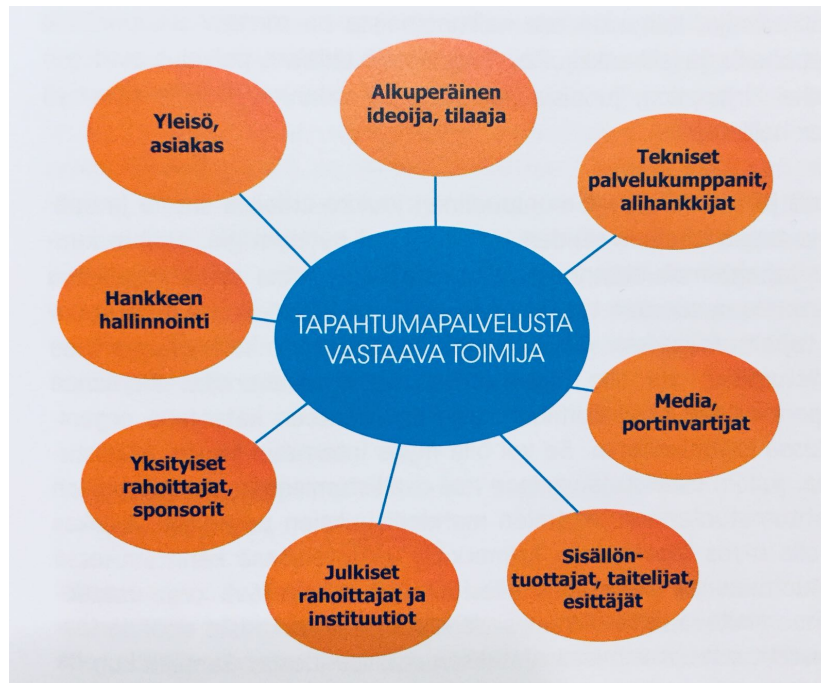 Alkuperäinen
ideoija, tilaaja
Yleisö,
asiakas
Tekniset
palvelukumppanit,
alihankkijat
Hankkeen
hallinnointi
TAPAHTUMAPALVELUSTA
VASTAAVA TOIMIJA
Media,
portinvartijat
Yksityiset
rahoittajat,
sponsorit
Julkiset
rahoittajat ja
instituutiot
Sisällön-
tuottajat, taitelijat,
esittäjät